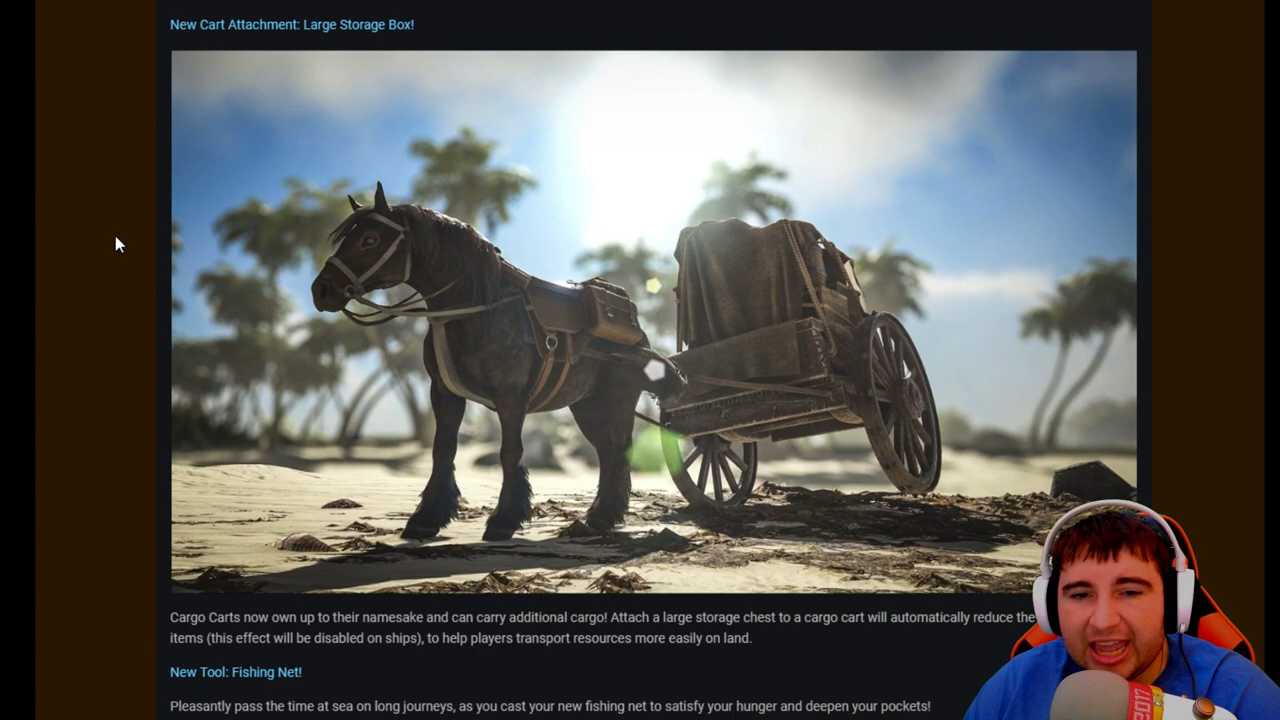 New Cart Attachment: Large Storage Box!
Cargo Carts now own up to their namesake and can carry additional cargo! Attach a large storage chest to a cargo cart will automatically reduce the
items (this effect will be disabled on ships), to help players transport resources more easily on land.
New Tool: Fishing Net!
Pleasantly pass the time at sea on long journeys, as you cast your new fishing net to satisfy your hunger and deepen your pockets!
2017